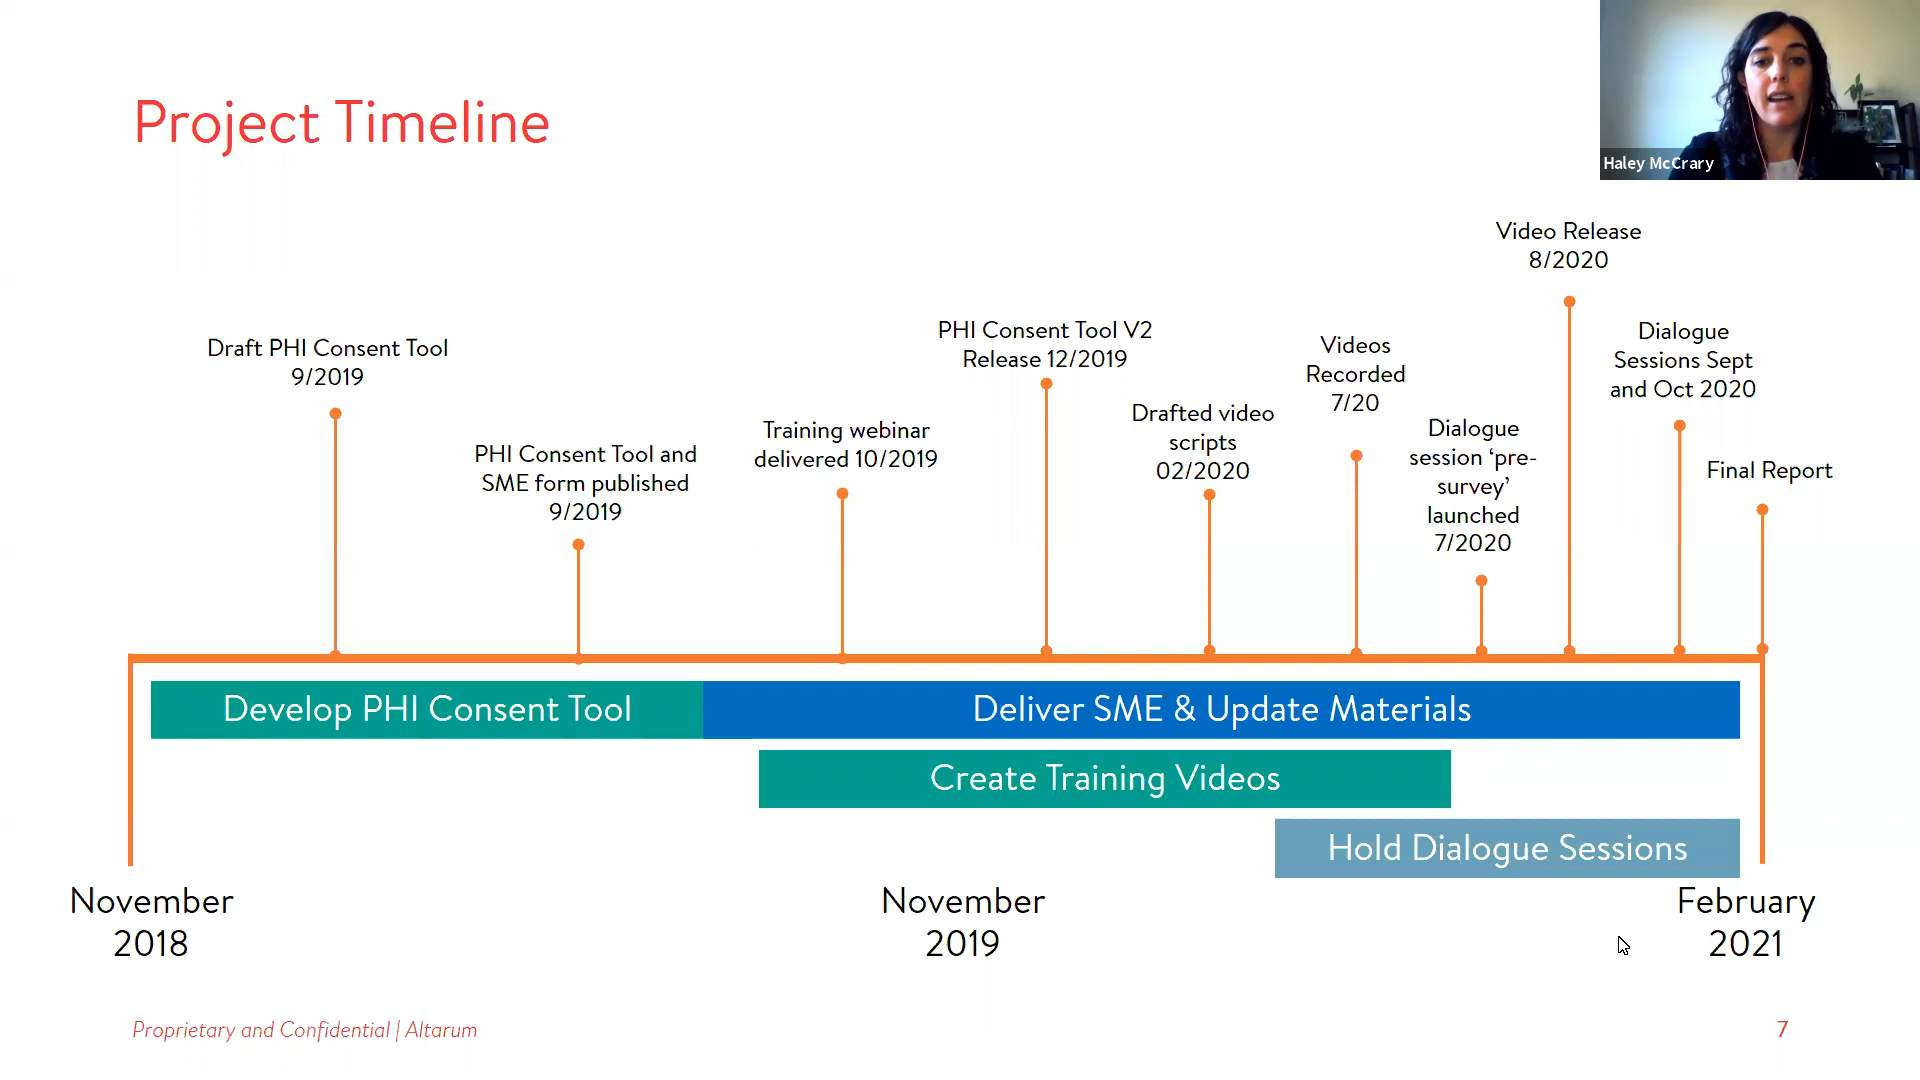 Project Timeline
Haley McCrary
Video Release
8/2020
Draft PHI Consent Tool
9/2019
PHI Consent Tool and
SME form published
9/2019
Training webinar
delivered 10/2019
PHI Consent Tool V2
Release 12/2019
Drafted video
scripts
02/2020
Videos
Recorded
7/20
Dialogue
session ‘pre-
survey’
launched
7/2020
Dialogue
Sessions Sept
and Oct 2020
Final Report
Develop PHI Consent Tool
Deliver SME & Update Materials
Create Training Videos
Hold Dialogue Sessions
November
2018
November
2019
February
2021
Proprietary and Confidential | Altarum
7